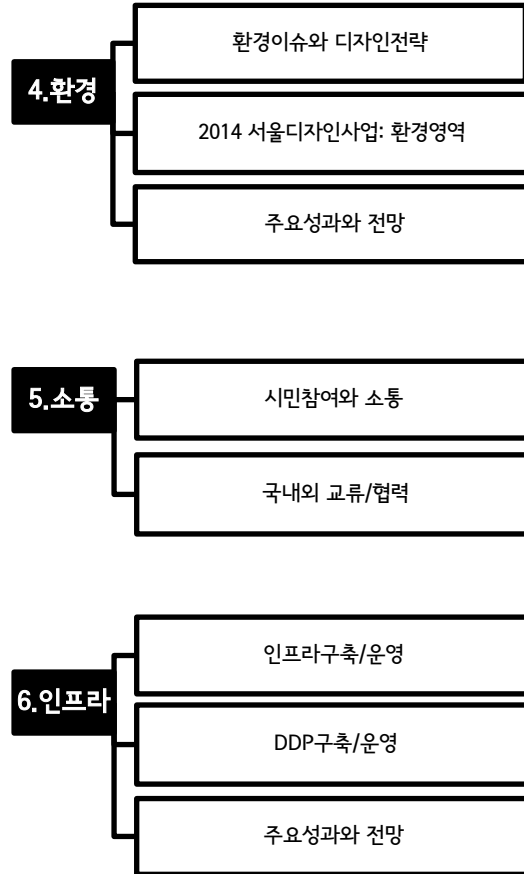 4.환경
환경이슈와 디자인전략
2014 서울디자인사업: 환경영역
주요성과와 전망
5.소통
시민참여와 소통
국내외 교류/협력
6.인프라
인프라구축/운영
DDP구축/운영
주요성과와 전망